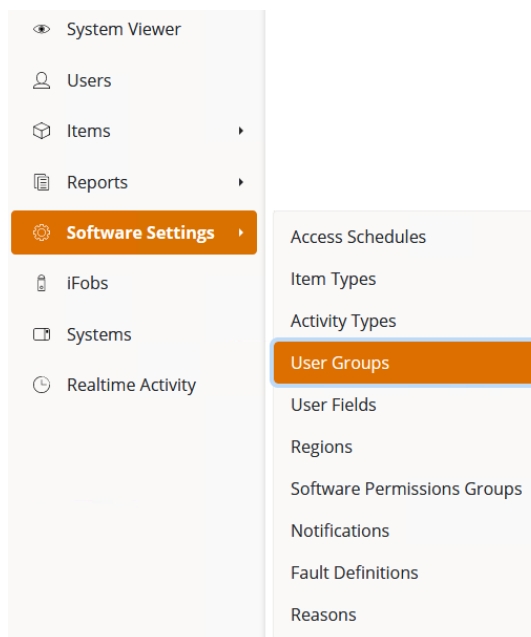 System Viewer
Users
Items
Reports
Software Settings
iFobs
Systems
Realtime Activity
Access Schedules
Item Types
Activity Types
User Groups
User Fields
Regions
Software Permissions Groups
Notifications
Fault Definitions
Reasons